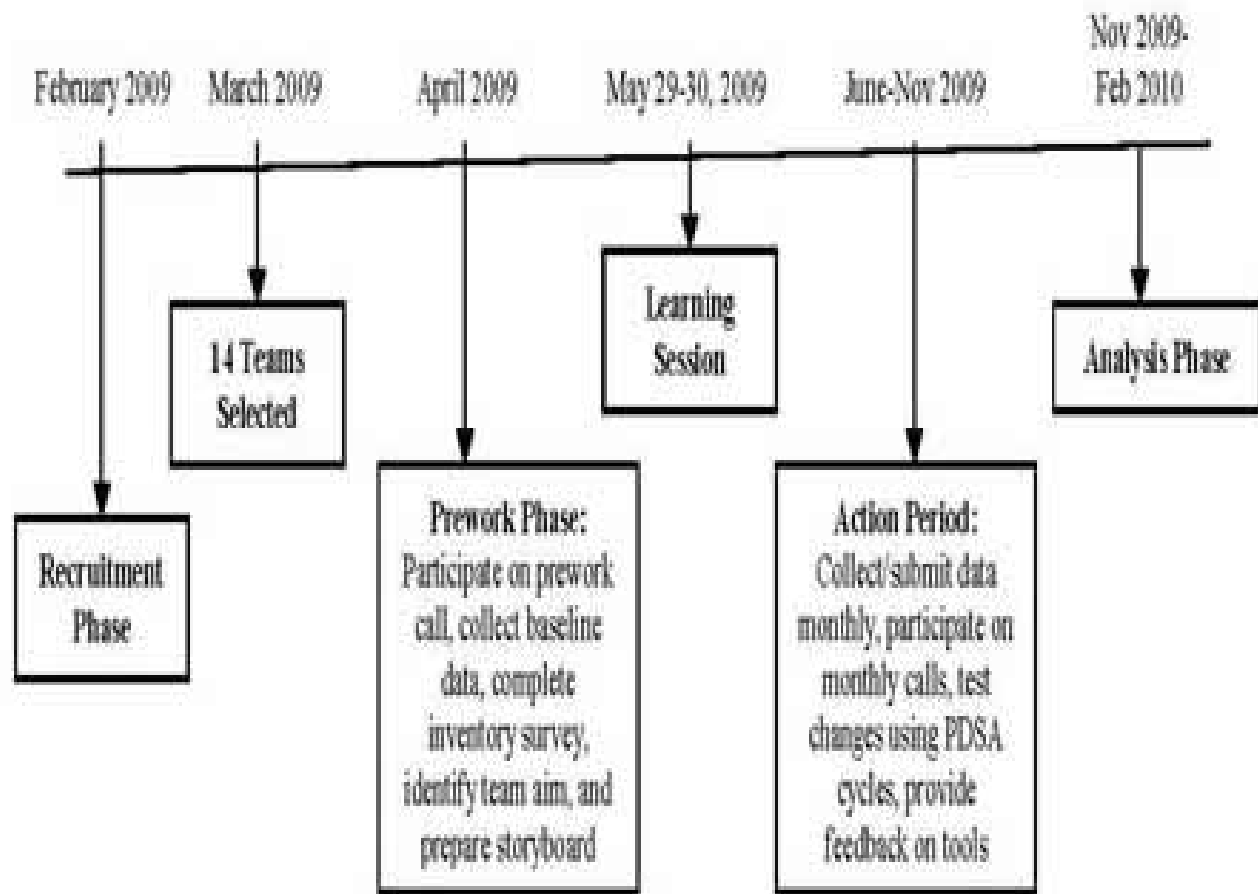 February 2009
March 2009
April 2009
May 29-30, 2009
June-Nov 2009
Nov 2009-
Feb 2010
Recruitment
Phase
14 Teams
Selected
Prework Phase:
Participate on prework
call, collect baseline
data, complete
inventory survey,
identify team aim, and
prepare storyboard
Learning
Session
Action Period:
Collect/submit data
monthly, participate on
monthly calls, test
changes using PDSA
cycles, provide
feedback on tools
Analysis Phase